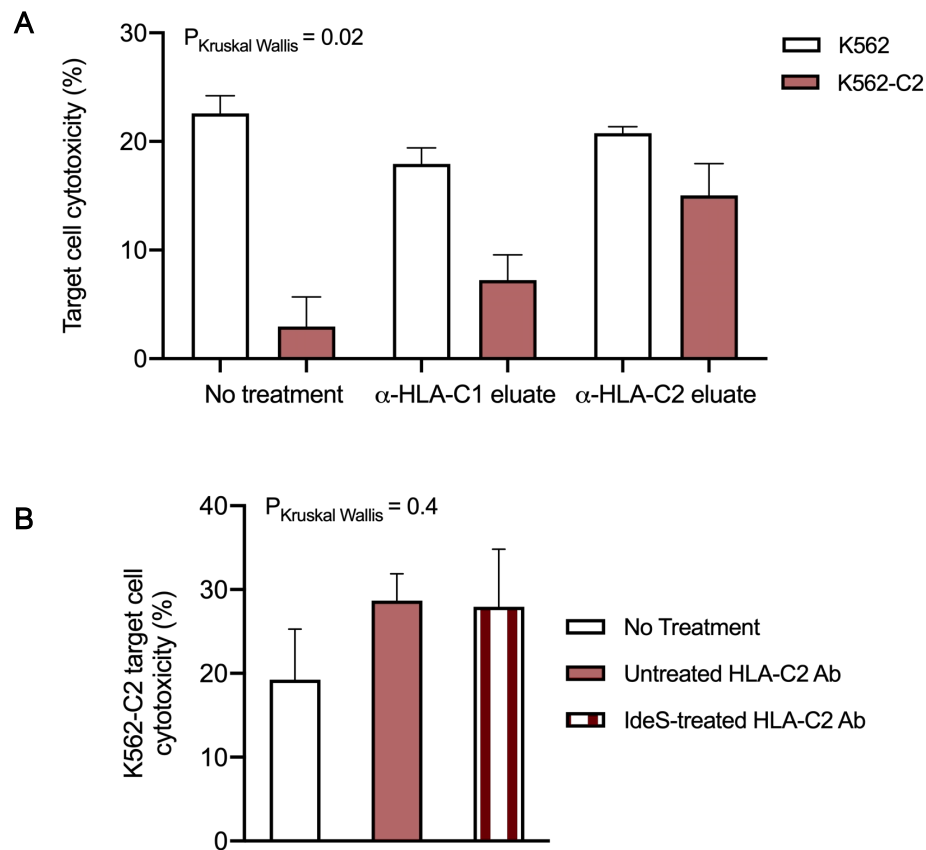 A
P Kruskal Wallis = 0.02
K562
K562-C2
Target cell cytotoxicity (%)
30
20
10
0
No treatment
α-HLA-C1 eluate
α-HLA-C2 eluate
B
P Kruskal Wallis = 0.4
K562-C2 target cell
cytotoxicity (%)
40
30
20
10
0
No Treatment
Untreated HLA-C2 Ab
IdeS-treated HLA-C2 Ab